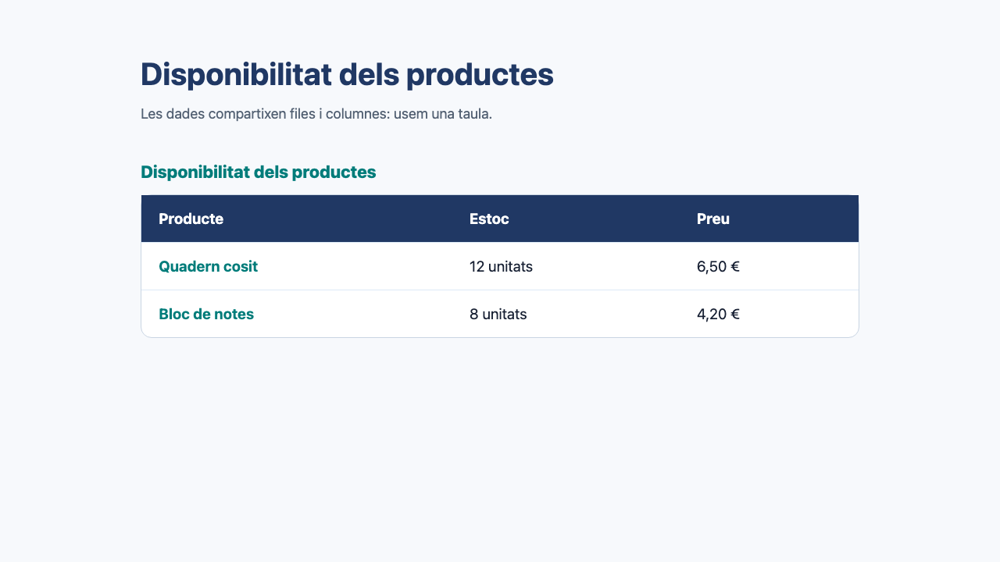 Disponibilitat dels productes
Les dades compartixen files i columnes: usem una taula.
Disponibilitat dels productes
Producte Estoc Preu
Quadern cosit 12 unitats 6,50 €
Bloc de notes 8 unitats 4,20 €